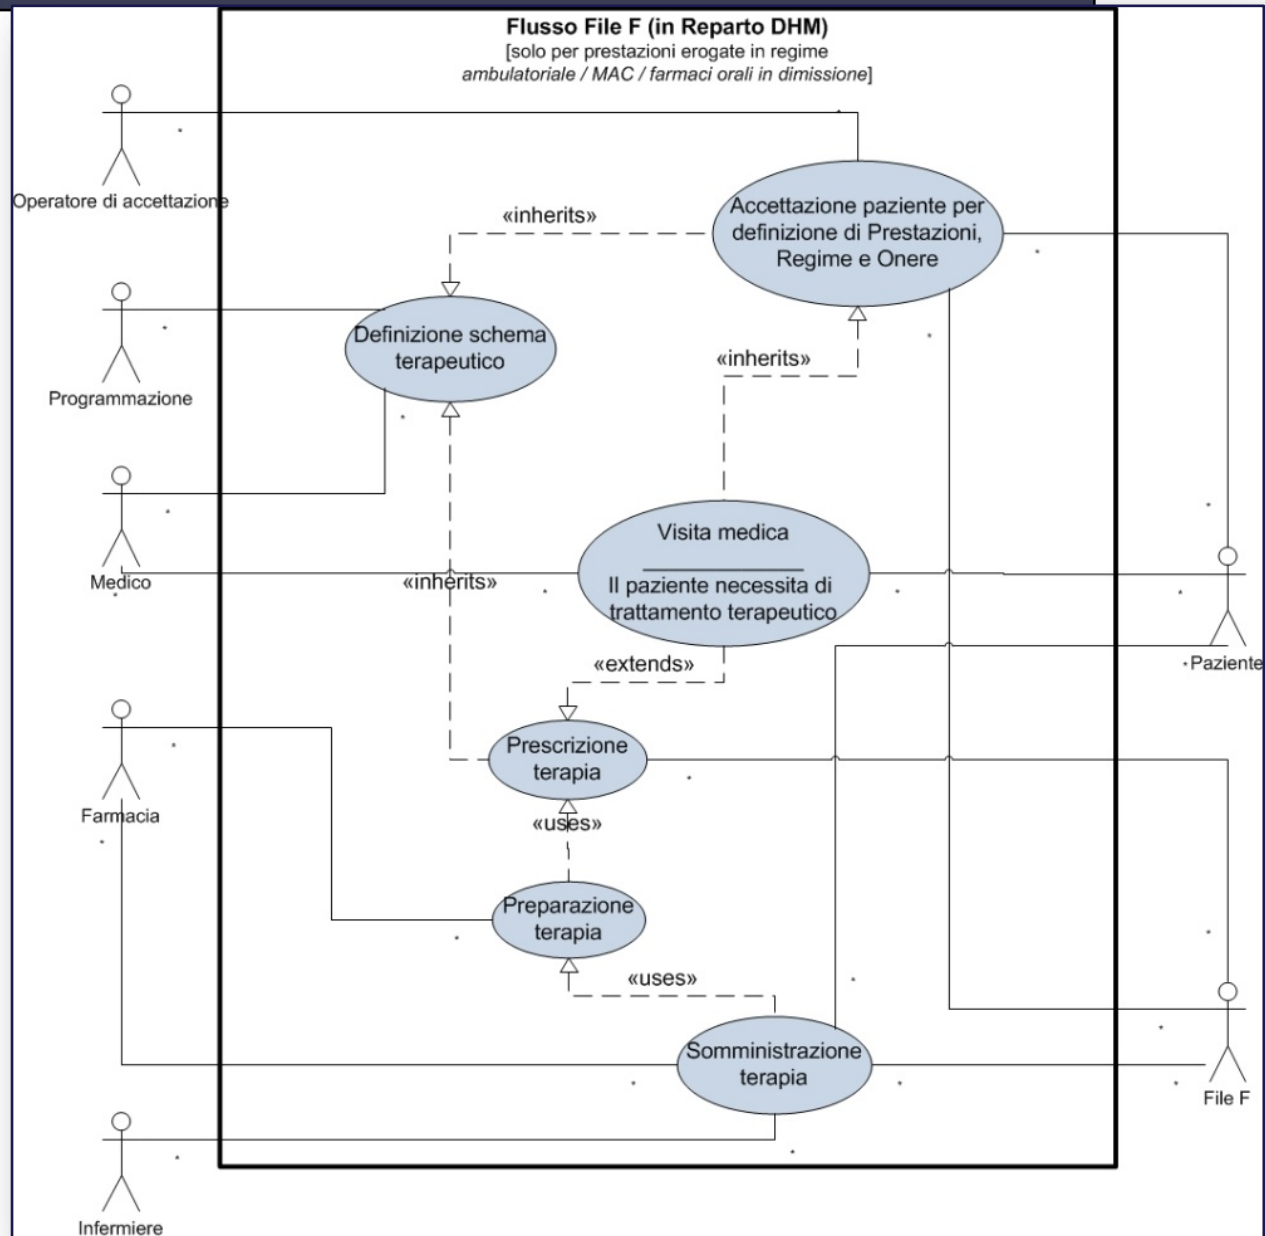 Flusso File F (in Reparto DHM)
[solo per prestazioni erogate in regime
ambulatoriale / MAC / farmaci orali in dimissione]
Operatore di accettazione
«inherits»
Accettazione paziente per
definizione di Prestazioni,
Regime e Onere
Definizione schema
terapeutico
Programmazione
«inherits»
Visita medica
Il paziente necessita di
trattamento terapeutico
Medico
«inherits»
«extends»
Paziente
Prescrizione
terapia
Farmacia
«uses»
Preparazione
terapia
«uses»
Somministrazione
terapia
File F
Infermiere